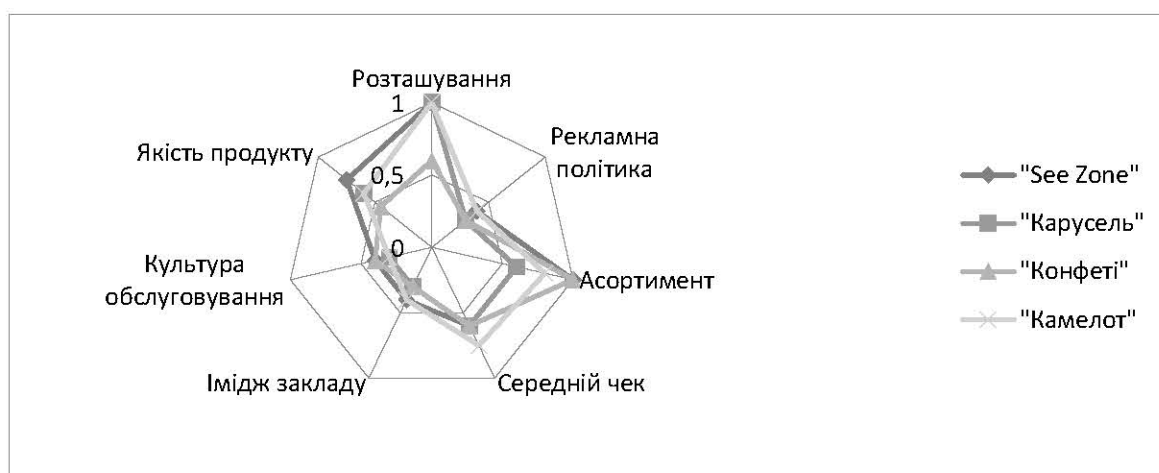 Розташування
1
Рекламна
політика
Якість продукту
0,5
0
Культура
обслуговування
Асортимент
Імідж закладу
Середній чек
"See Zone"
"Карусель"
"Конфеті"
"Камелот"